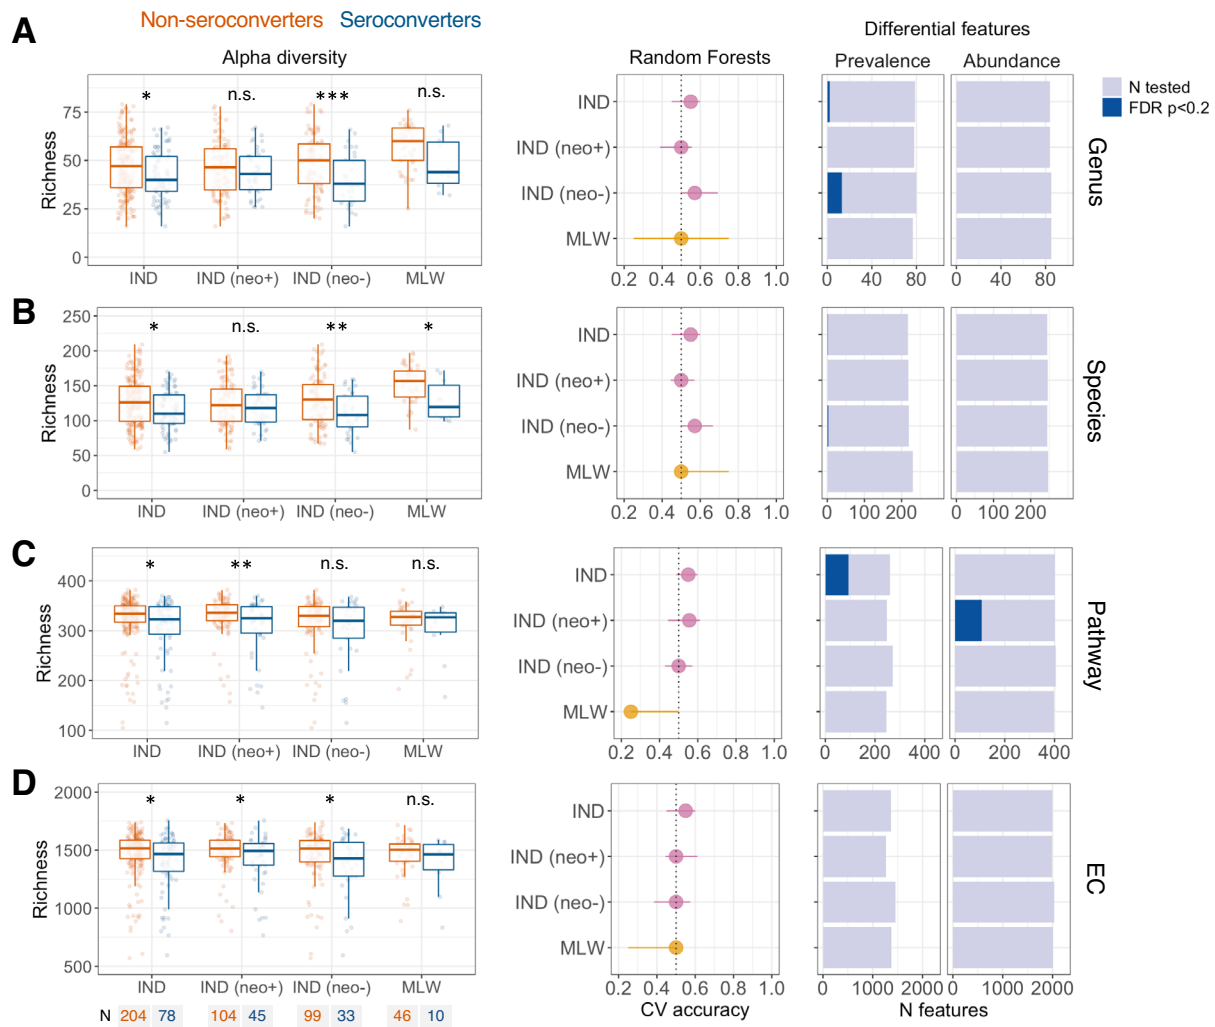 Non-seroconverters Seroconverters
Differential features
A
Alpha diversity Random Forests Prevalence Abundance
N tested
FDR p<0.2
Richness
75
50
25
0
* n.s. *** n.s.
IND IND (neo+) IND (neo-) MLW
IND
IND (neo+)
IND (neo-)
MLW
0.2 0.4 0.6 0.8 1.0
0 40 80 0 40 80
Genus
B
Richness
250
200
150
100
50
0
* n.s. ** *
IND IND (neo+) IND (neo-) MLW
IND
IND (neo+)
IND (neo-)
MLW
0.2 0.4 0.6 0.8 1.0
0 100 200 0 100 200
Species
C
Richness
400
300
200
100
* ** n.s. n.s.
IND IND (neo+) IND (neo-) MLW
IND
IND (neo+)
IND (neo-)
MLW
0.2 0.4 0.6 0.8 1.0
0 200 400 0 200 400
Pathway
D
Richness
2000
1500
1000
500
* * * n.s.
IND IND (neo+) IND (neo-) MLW
N 204 78 104 45 99 33 46 10
IND
IND (neo+)
IND (neo-)
MLW
0.2 0.4 0.6 0.8 1.0
CV accuracy
0 1000 2000 0 1000 2000
N features
EC